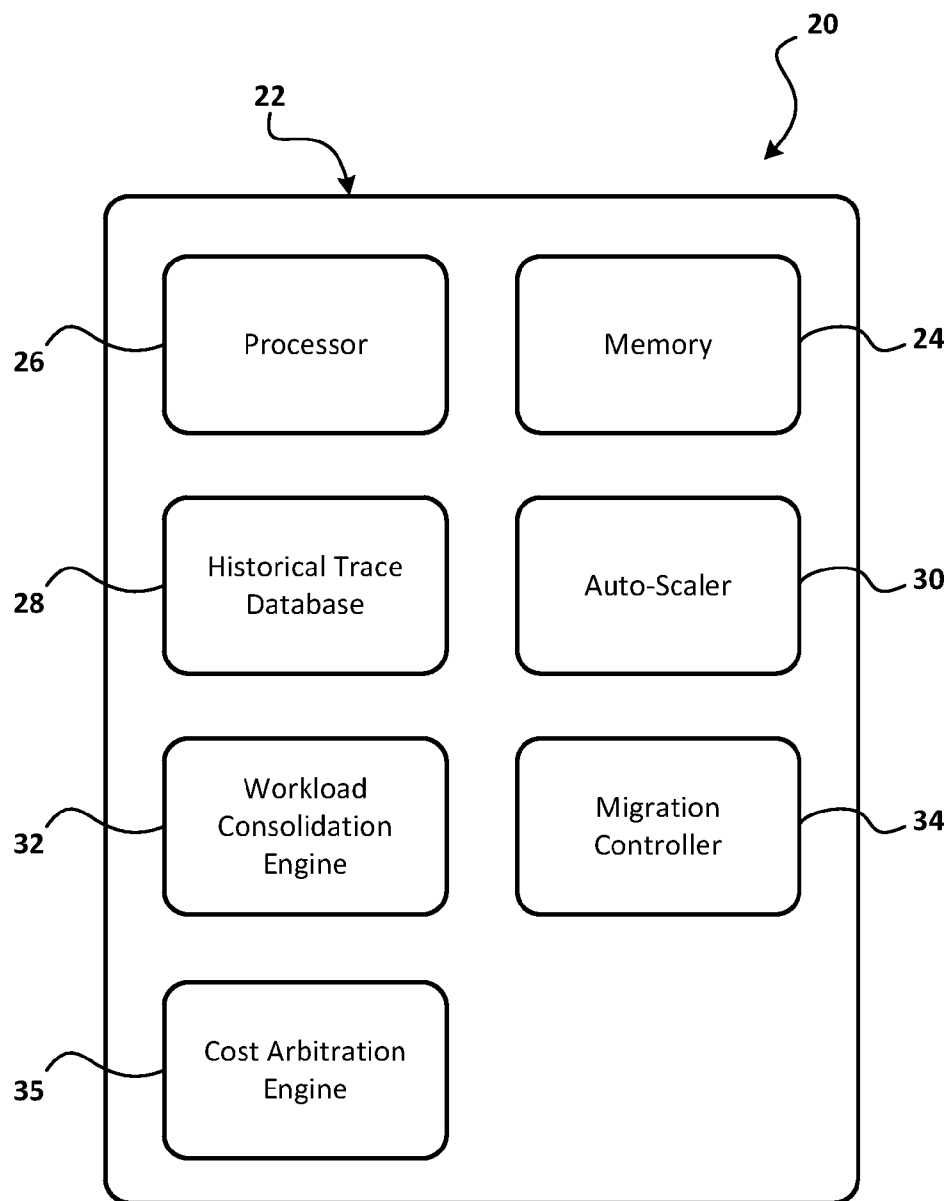 20
22
Processor
Memory
26
24
Historical Trace
Database
Auto-Scaler
28
30
Workload
Consolidation
Engine
Migration
Controller
32
34
Cost Arbitration
Engine
35